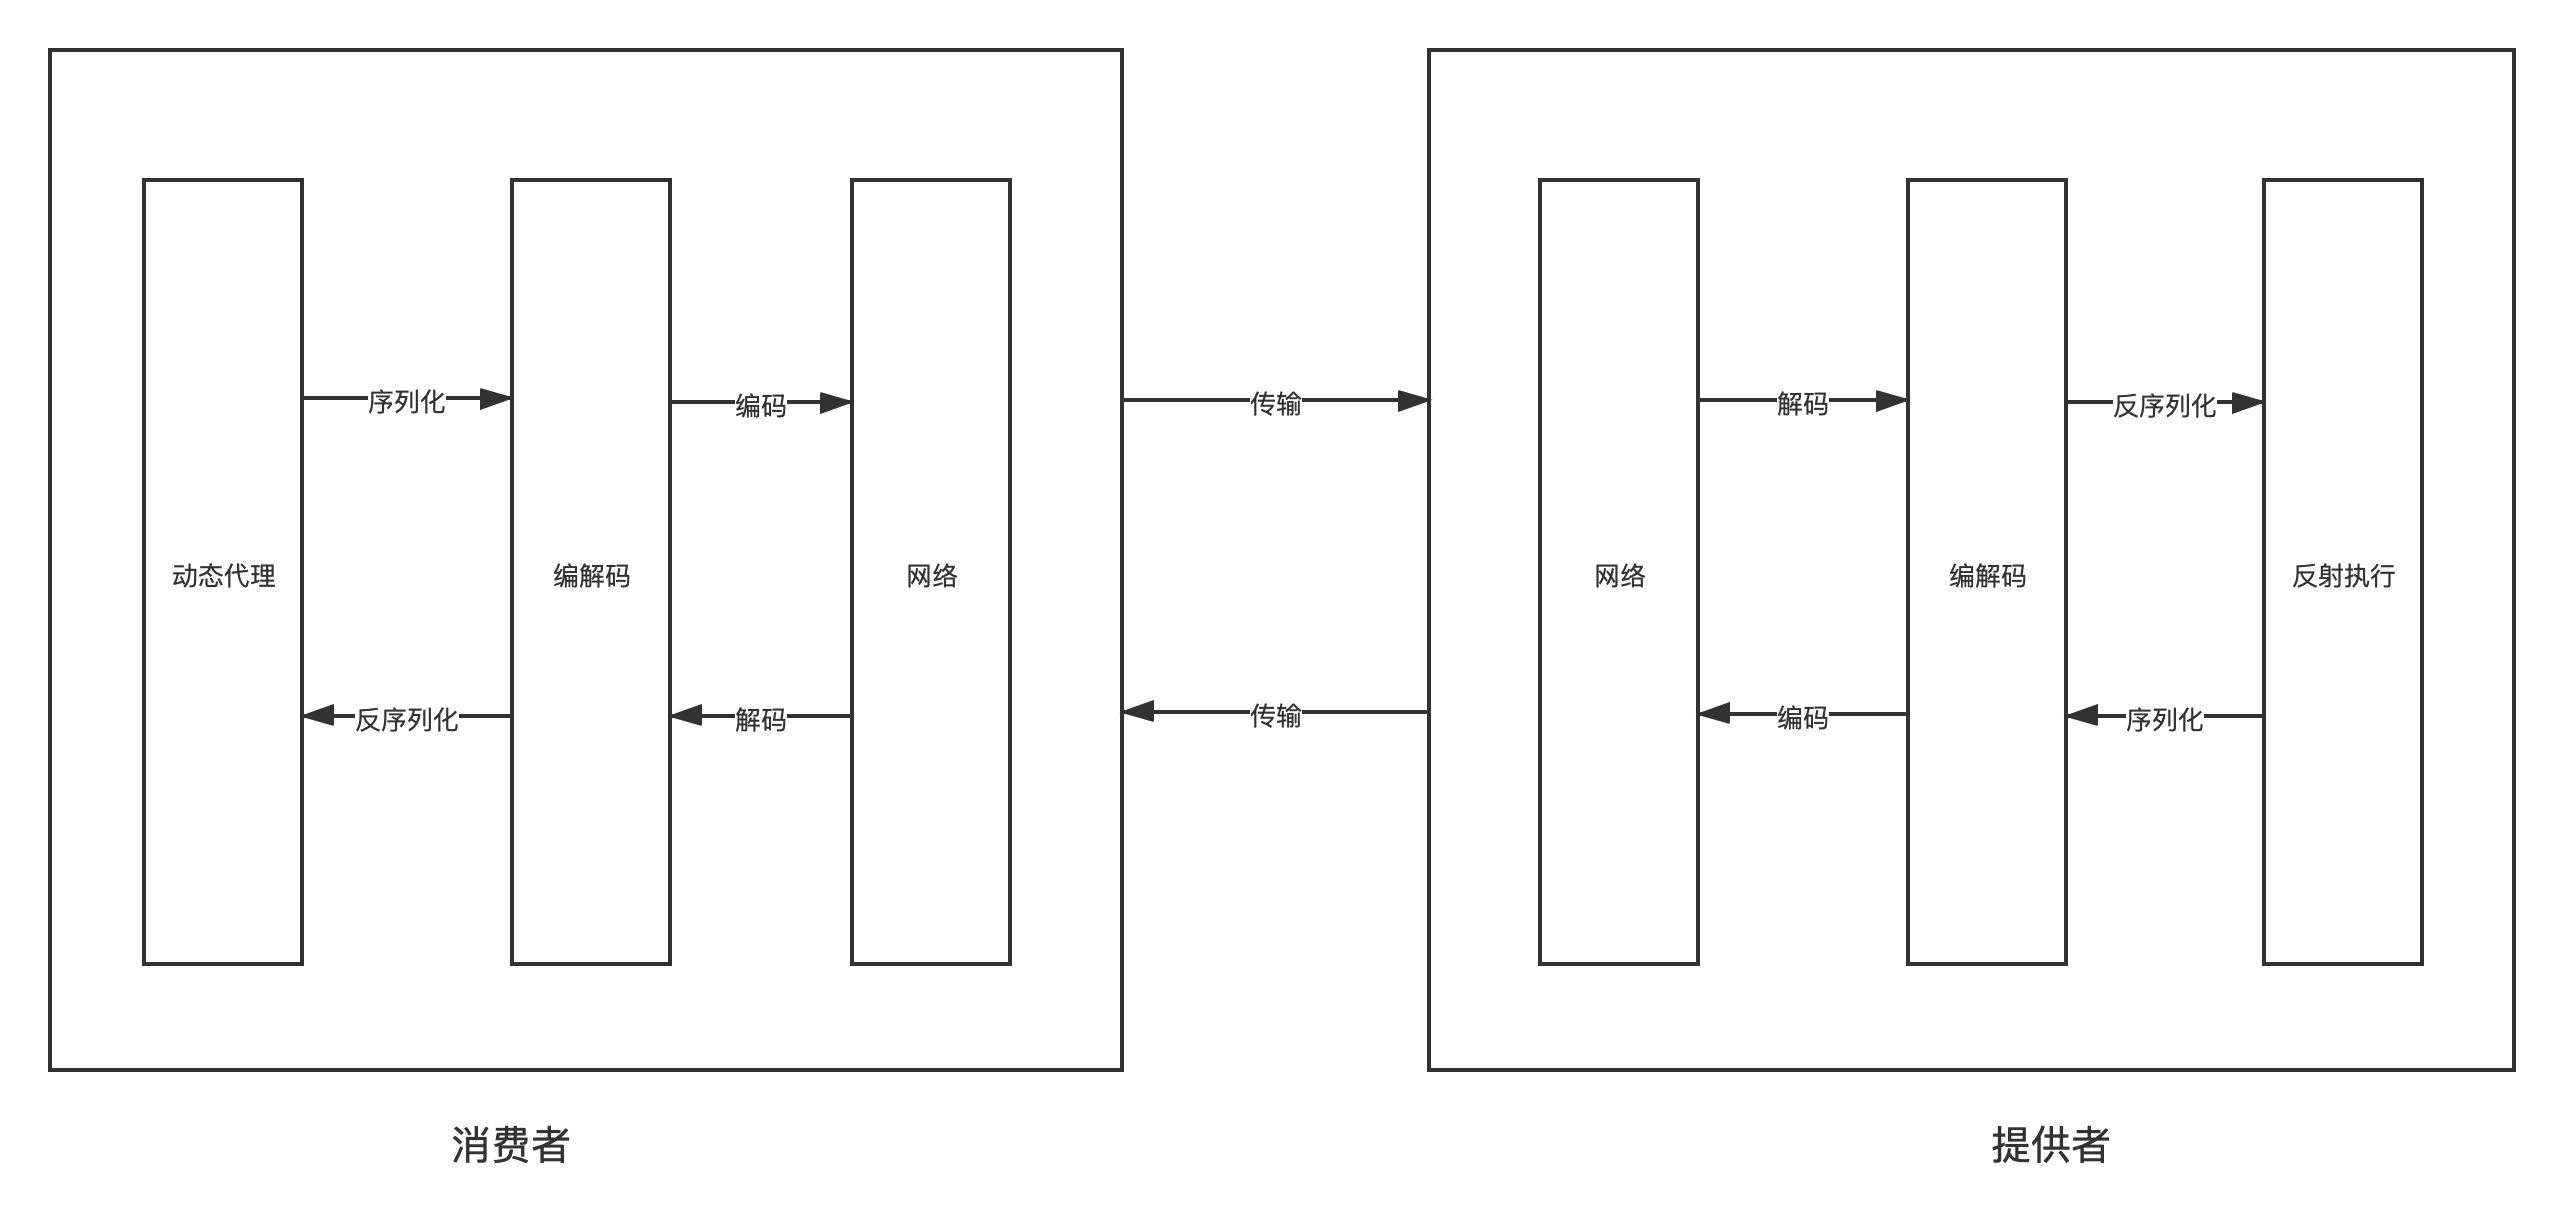 序列化
编码
传输
解码
反序列化
动态代理
编解码
网络
网络
编解码
反射执行
反序列化
解码
传输
编码
序列化
消费者
提供者